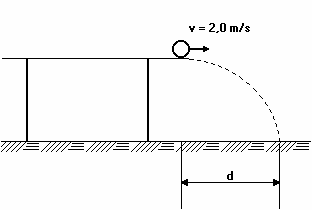 v = 2,0 m/s
d